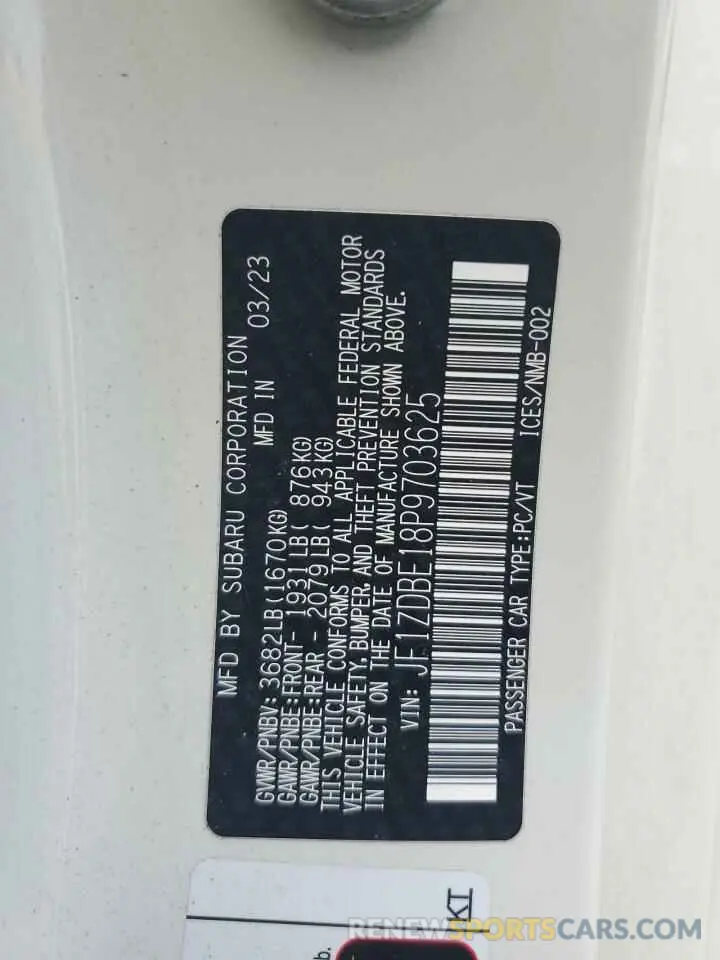 MFD BY SUBARU CORPORATION
MFD IN 03/23
GVWR/PNBV: 3682LB(1670KG)
GAWR/PNBE:FRONT- 1931LB( 876KG)
GAWR/PNBE:REAR - 2079LB( 943KG)
THIS VEHICLE CONFORMS TO ALL APPLICABLE FEDERAL MOTOR
VEHICLE SAFETY, BUMPER, AND THEFT PREVENTION STANDARDS
IN EFFECT ON THE DATE OF MANUFACTURE SHOWN ABOVE.
VIN: JF1ZDBE18P9703625
PASSENGER CAR TYPE:PC/VT ICES/NMB-002
KI
b.
RENEWSPORTSCARS.COM